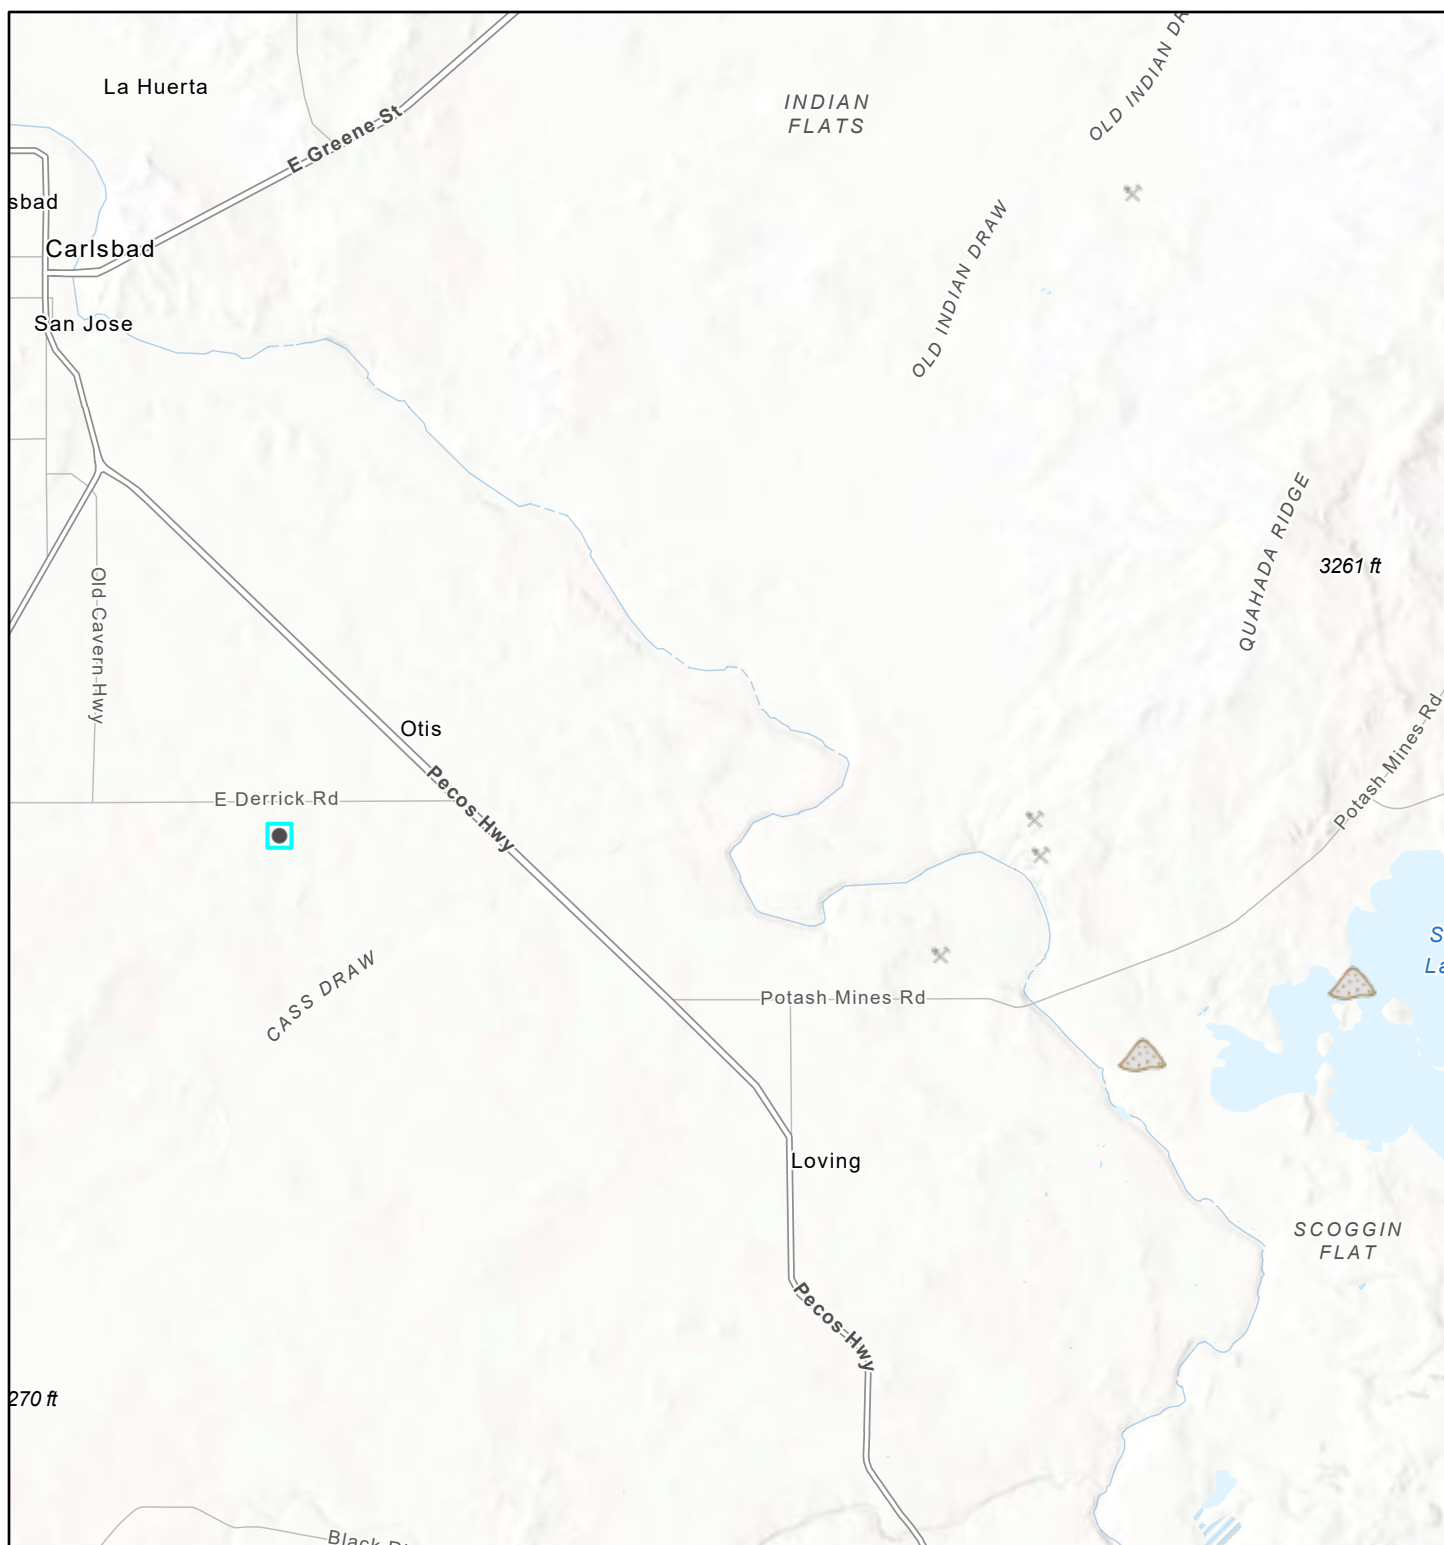 La Huerta
E Greene St
INDIAN
FLATS
OLD INDIAN DR
sbad
Carlsbad
OLD INDIAN DRAW
San Jose
QUAHADA RIDGE
3261 ft
Old Cavern Hwy
Otis
Pecos Hwy
E Derrick Rd
Potash Mines Rd
CASS DRAW
S
La
Potash Mines Rd
Loving
SCOGGIN
FLAT
Pecos Hwy
270 ft
Black